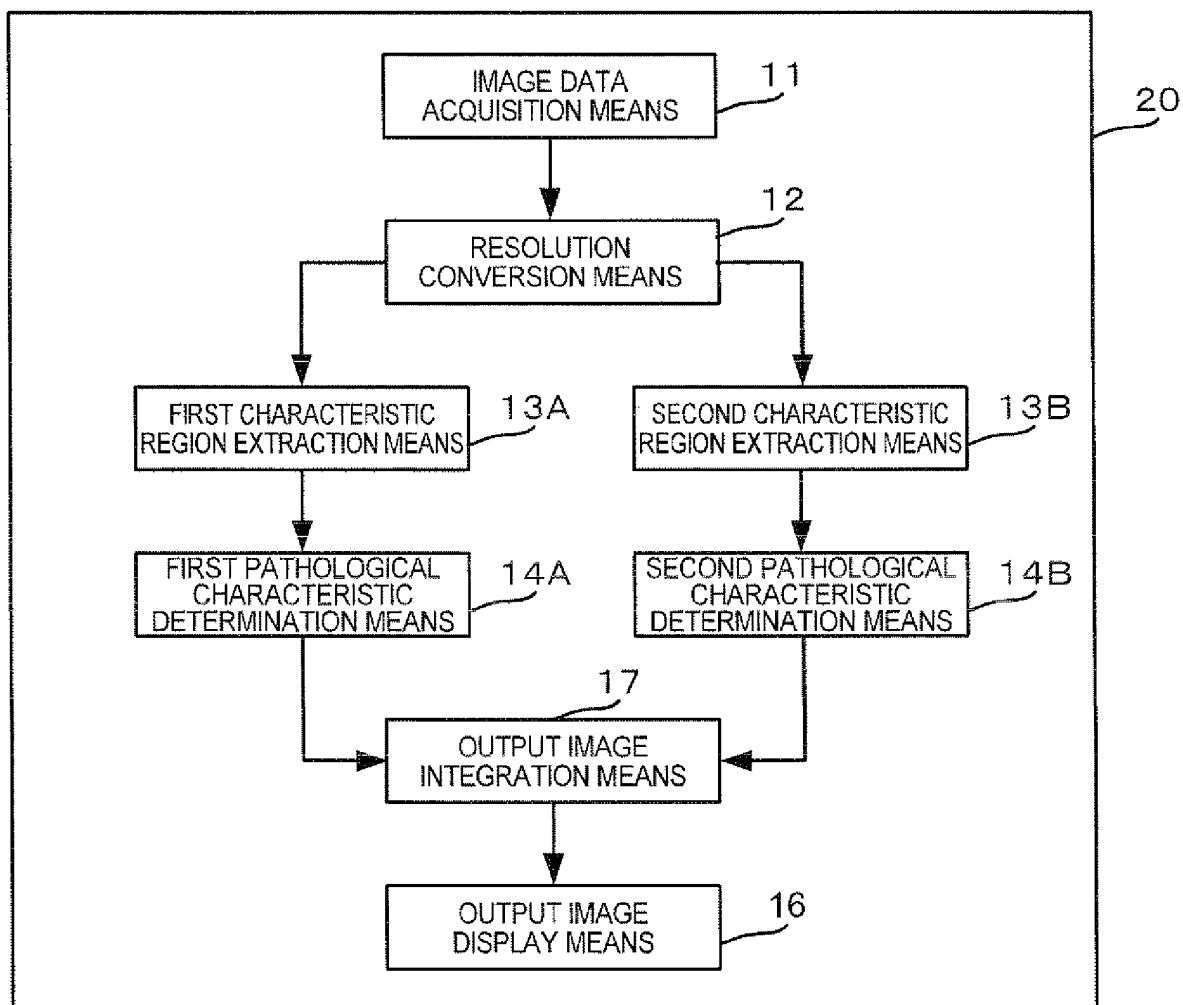 IMAGE DATA
ACQUISITION MEANS
11
20
12
RESOLUTION
CONVERSION MEANS
FIRST CHARACTERISTIC
REGION EXTRACTION MEANS
13A
SECOND CHARACTERISTIC
REGION EXTRACTION MEANS
13B
FIRST PATHOLOGICAL
CHARACTERISTIC
DETERMINATION MEANS
14A
SECOND PATHOLOGICAL
CHARACTERISTIC
DETERMINATION MEANS
14B
17
OUTPUT IMAGE
INTEGRATION MEANS
OUTPUT IMAGE
DISPLAY MEANS
16